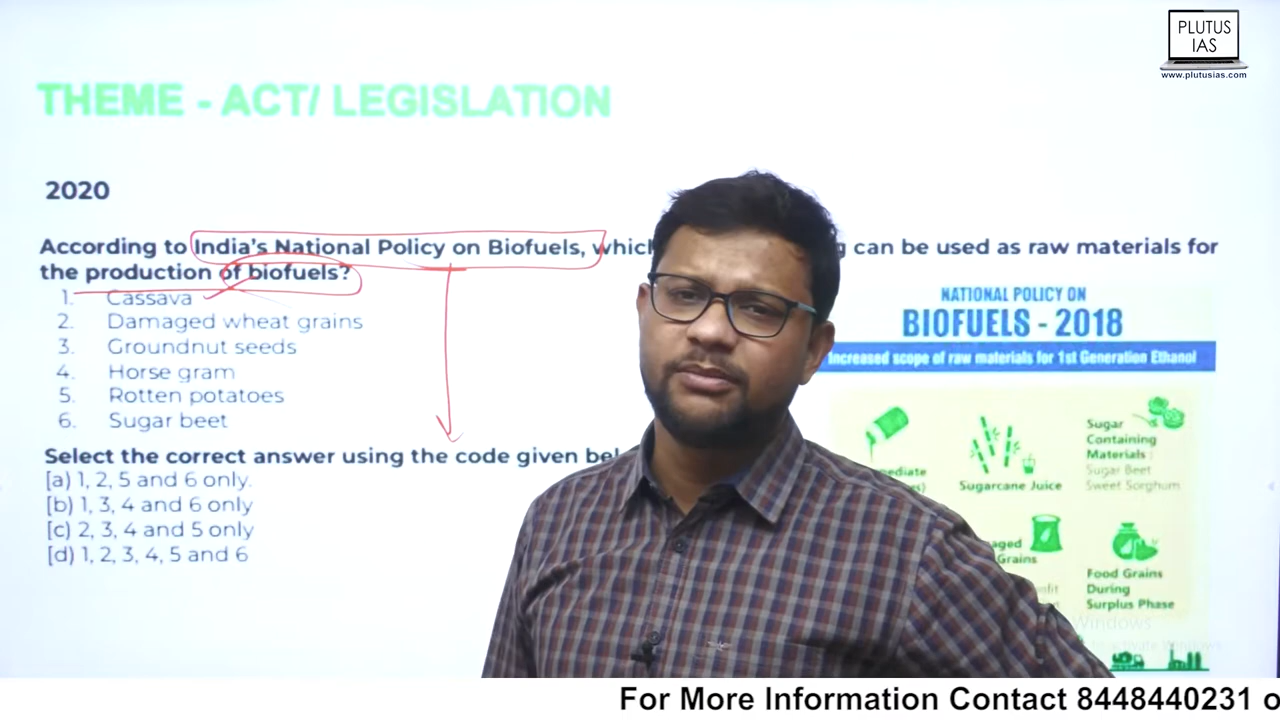 PLUTUS
IAS
www.plutusias.com
THEME - ACT/ LEGISLATION
2020
According to India's National Policy on Biofuels, which g can be used as raw materials for
the production of biofuels?
1. Cassava
2. Damaged wheat grains
3. Groundnut seeds
4. Horse gram
5. Rotten potatoes
6. Sugar beet
Select the correct answer using the code given bel
[a) 1, 2, 5 and 6 only.
[b) 1, 3, 4 and 6 only
[c) 2, 3, 4 and 5 only
[d) 1, 2, 3, 4, 5 and 6
NATIONAL POLICY ON
BIOFUELS - 2018
Increased scope of raw materials for 1st Generation Ethanol
Sugarcane Juice
Sugar
Containing
Materials :
Sugar Beet
Sweet Sorghum
Grains
Food Grains
During
Surplus Phase
Windows
Activate Windows
For More Information Contact 8448440231 o